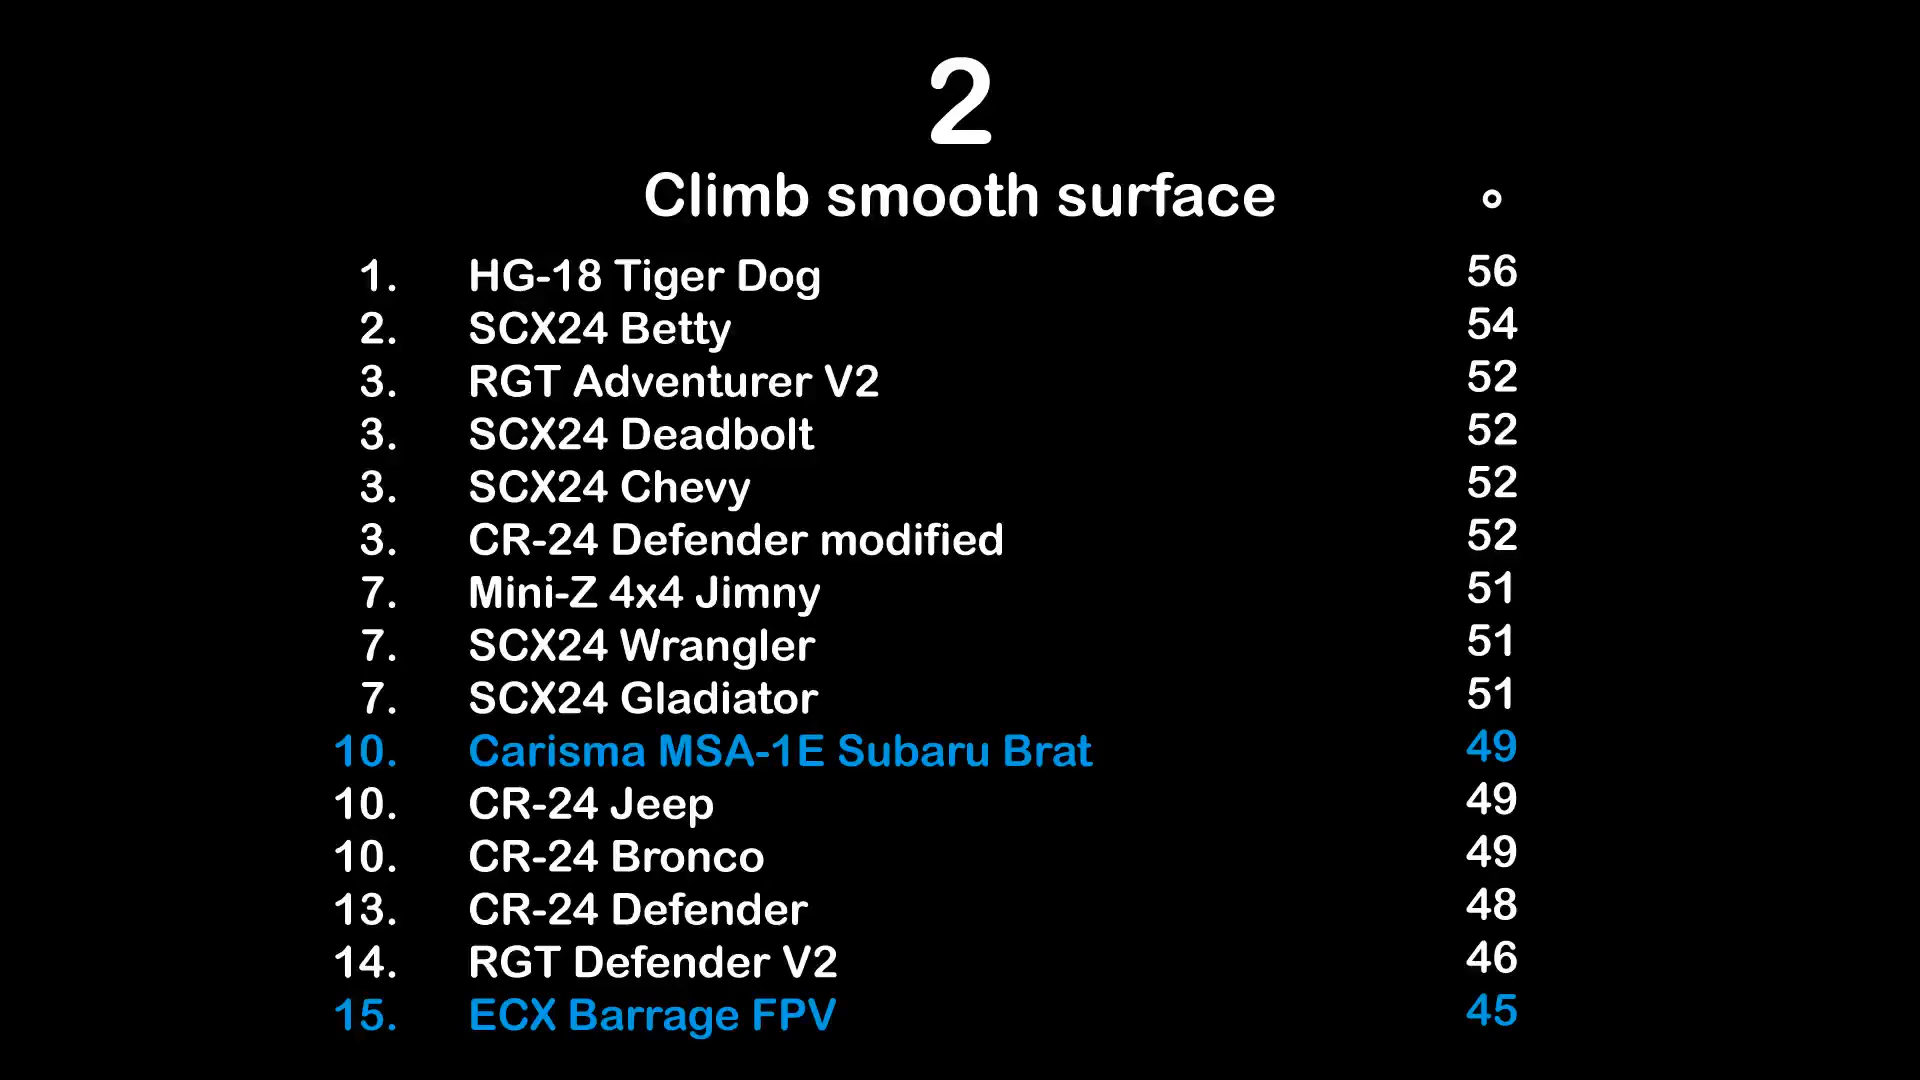 2
Climb smooth surface °
1. HG-18 Tiger Dog 56
2. SCX24 Betty 54
3. RGT Adventurer V2 52
3. SCX24 Deadbolt 52
3. SCX24 Chevy 52
3. CR-24 Defender modified 52
7. Mini-Z 4x4 Jimny 51
7. SCX24 Wrangler 51
7. SCX24 Gladiator 51
10. Carisma MSA-1E Subaru Brat 49
10. CR-24 Jeep 49
10. CR-24 Bronco 49
13. CR-24 Defender 48
14. RGT Defender V2 46
15. ECX Barrage FPV 45